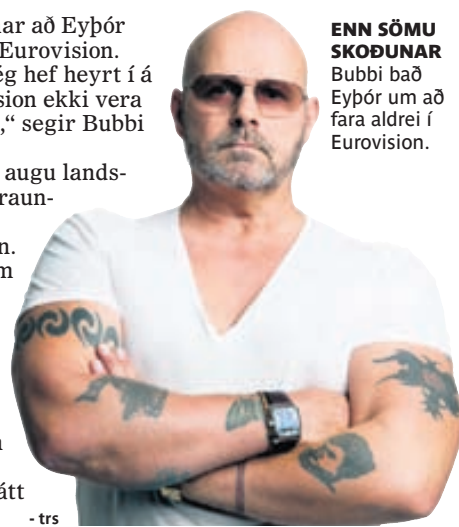 ar að Eyþór
Eurovision.
ég hef heyrt í á
sion ekki vera
,“ segir Bubbi
augu lands-
raun-
n.
m
n
átt
- trs
ENN SÖMU
SKOÐUNAR
Bubbi bað
Eyþór um að
fara aldrei í
Eurovision.